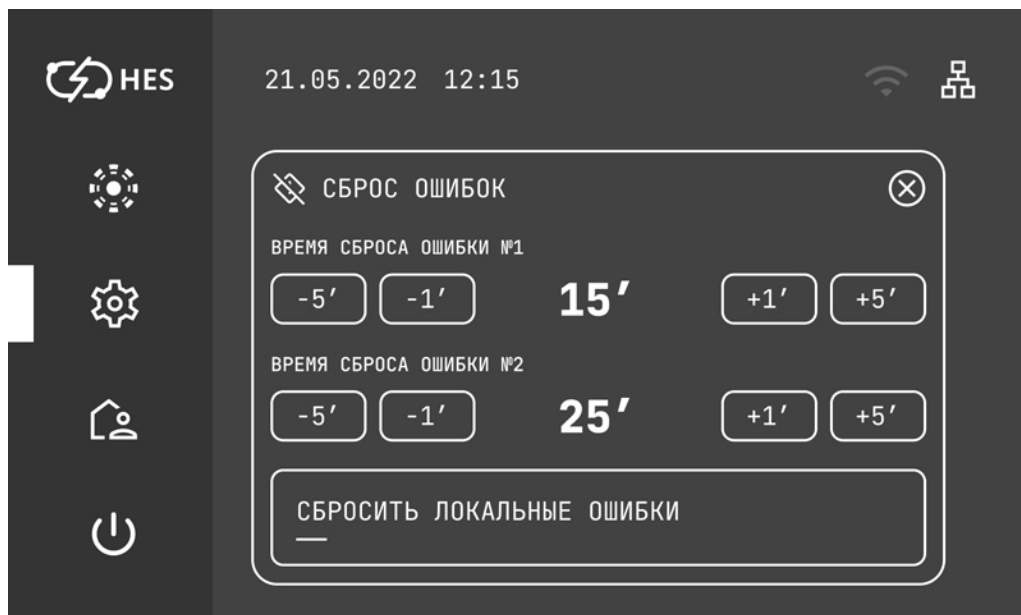 HES
21.05.2022 12:15
СБРОС ОШИБОК
ВРЕМЯ СБРОСА ОШИБКИ №1
-5′ -1′ 15′ +1′ +5′
ВРЕМЯ СБРОСА ОШИБКИ №2
-5′ -1′ 25′ +1′ +5′
СБРОСИТЬ ЛОКАЛЬНЫЕ ОШИБКИ